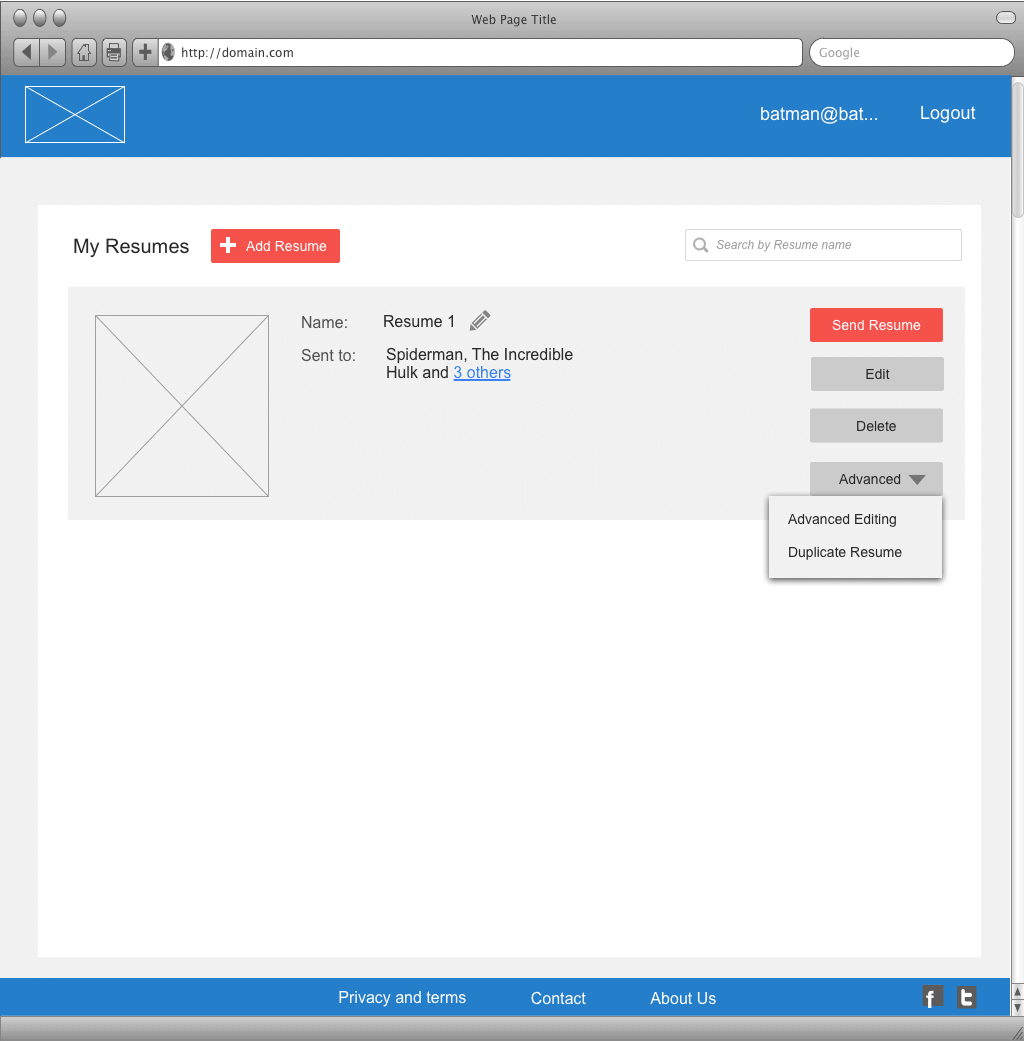 Web Page Title
http://domain.com
Google
batman@bat...
Logout
My Resumes
Add Resume
Search by Resume name
Name:
Resume 1
Sent to:
Spiderman, The Incredible
Hulk and 3 others
Send Resume
Edit
Delete
Advanced
Advanced Editing
Duplicate Resume
Privacy and terms
Contact
About Us
f
t